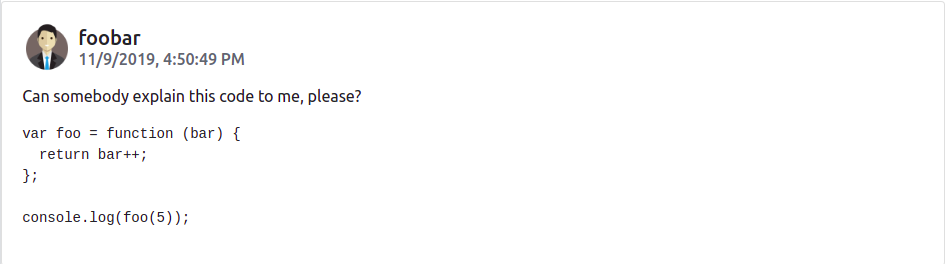 foobar
11/9/2019, 4:50:49 PM
Can somebody explain this code to me, please?
var foo = function (bar) {
  return bar++;
};

console.log(foo(5));